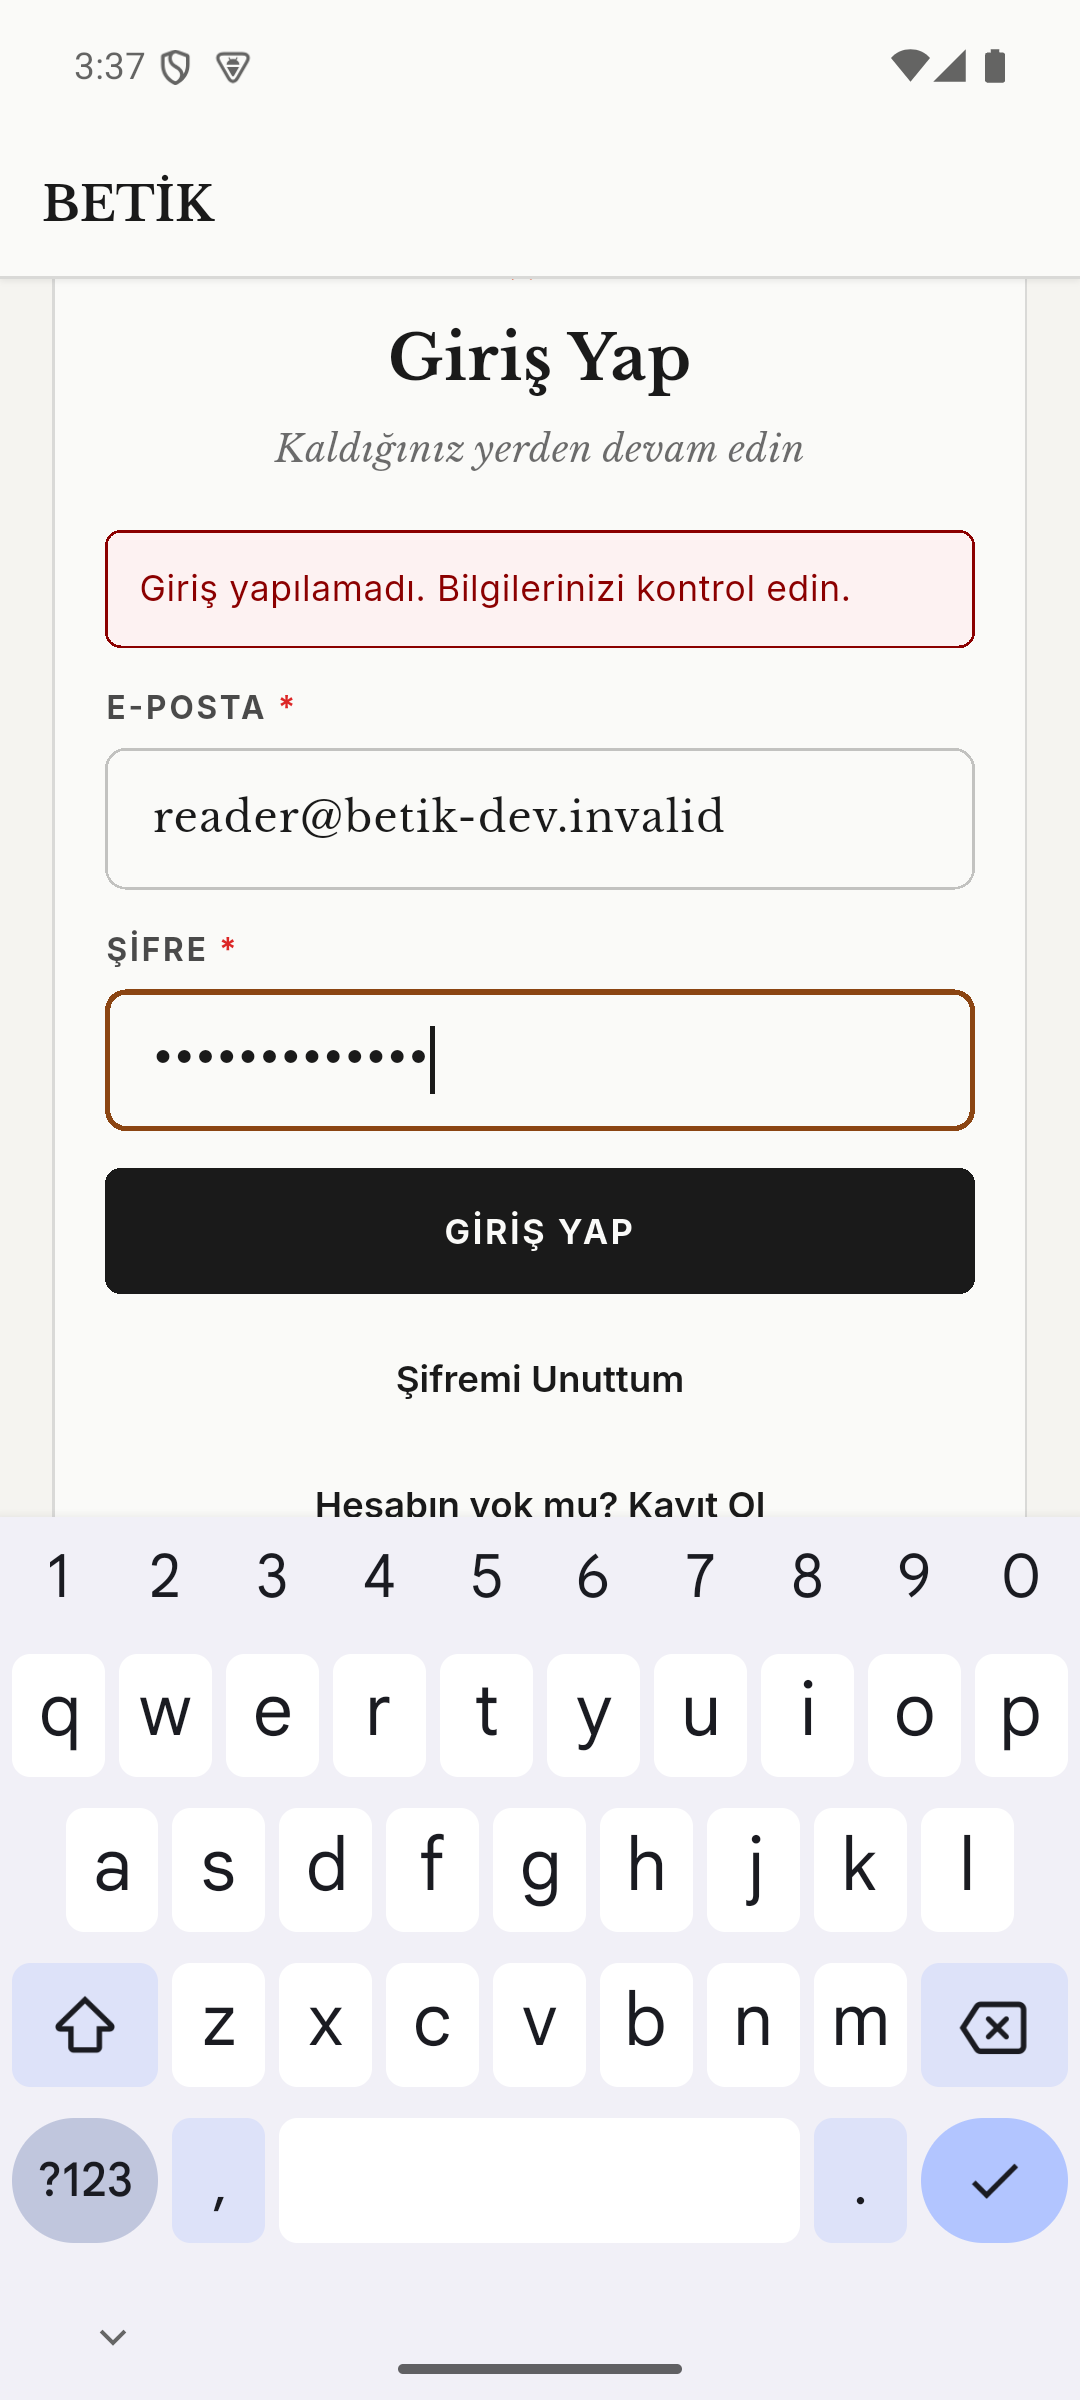 3:37
BETİK
Giriş Yap
Kaldığınız yerden devam edin
Giriş yapılamadı. Bilgilerinizi kontrol edin.
E-POSTA *
reader@betik-dev.invalid
ŞİFRE *
•••••••••••••
GİRİŞ YAP
Şifremi Unuttum
Hesabın yok mu? Kayıt Ol
1 2 3 4 5 6 7 8 9 0
q w e r t y u i o p
a s d f g h j k l
z x c v b n m
?123 , .